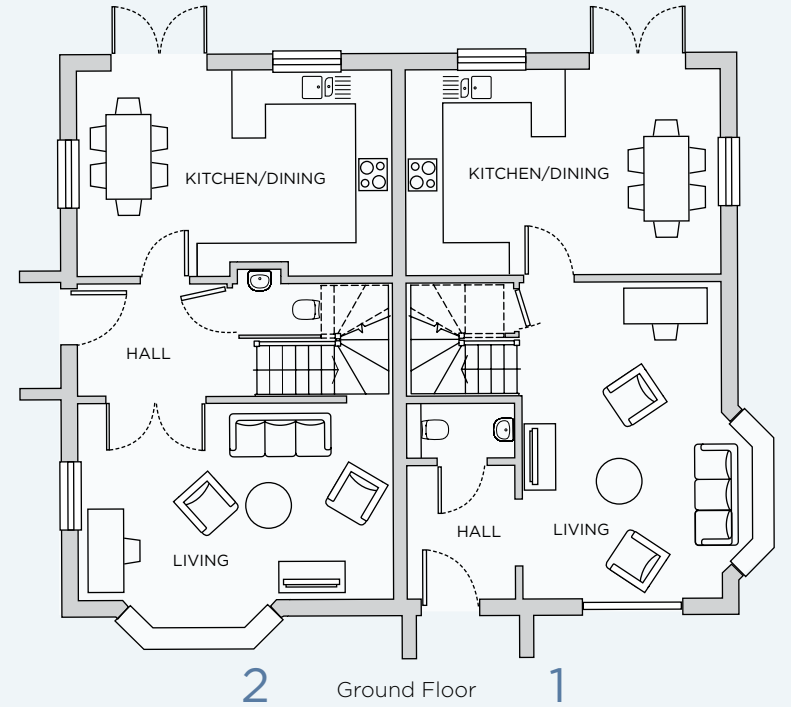 KITCHEN/DINING
KITCHEN/DINING
HALL
HALL
LIVING
LIVING
2 Ground Floor 1